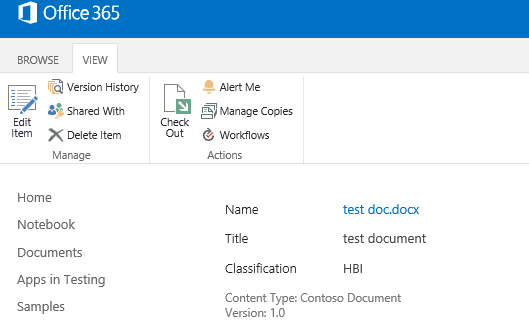 Office 365
BROWSE VIEW
Edit Item
Version History
Shared With
Delete Item
Manage
Check Out
Alert Me
Manage Copies
Workflows
Actions
Home
Notebook
Documents
Apps in Testing
Samples
Name test doc.docx
Title test document
Classification HBI
Content Type: Contoso Document
Version: 1.0